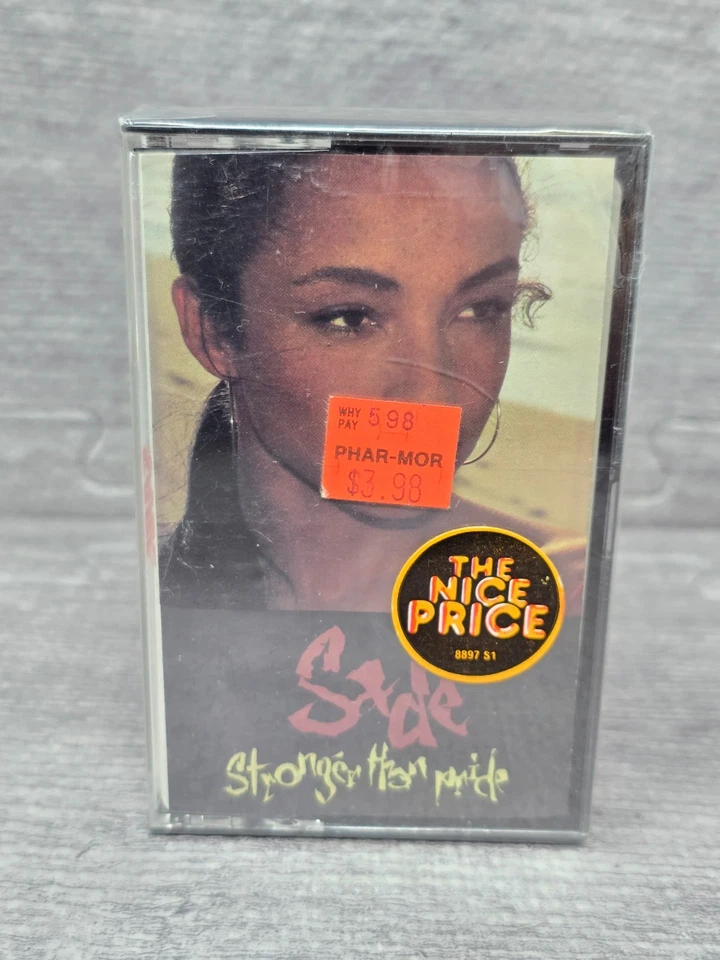 WHY
PAY 5.98
PHAR-MOR
$3.98
THE
NICE
PRICE
8897 S1
Sade
Stronger than pride